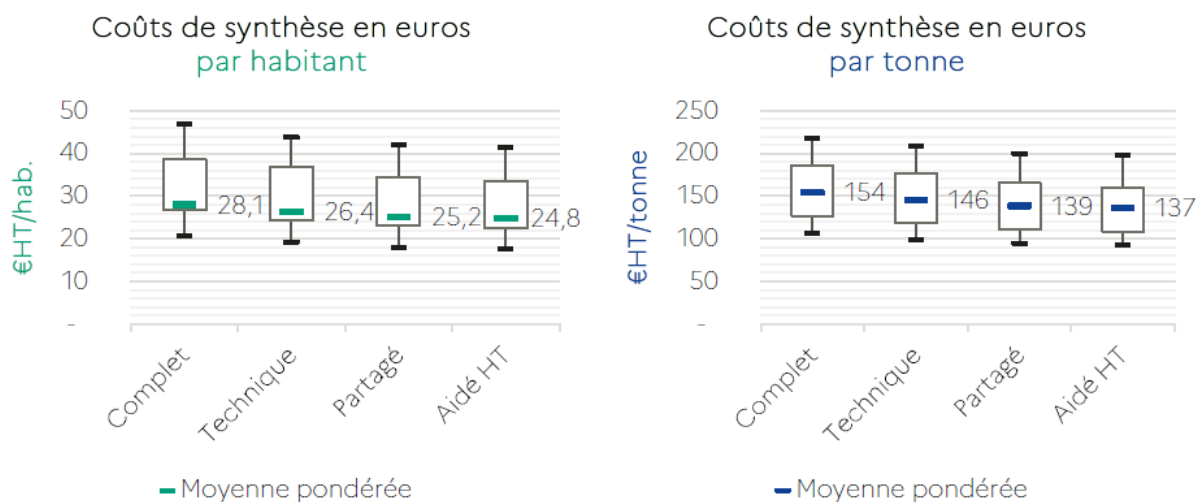 Coûts de synthèse en euros
par habitant
€HT/hab.
50
40
30
20
10
-
28,1
26,4
25,2
24,8
Complet
Technique
Partagé
Aidé HT
Moyenne pondérée
Coûts de synthèse en euros
par tonne
€HT/tonne
250
200
150
100
50
-
154
146
139
137
Complet
Technique
Partagé
Aidé HT
Moyenne pondérée